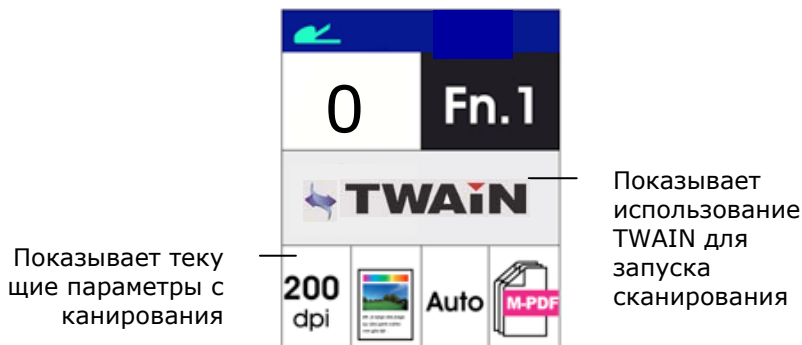 0 Fn.1
TWAIN
Показывает
использование
TWAIN для
запуска
сканирования
Показывает теку
щие параметры с
канирования
200
dpi
Auto
M-PDF